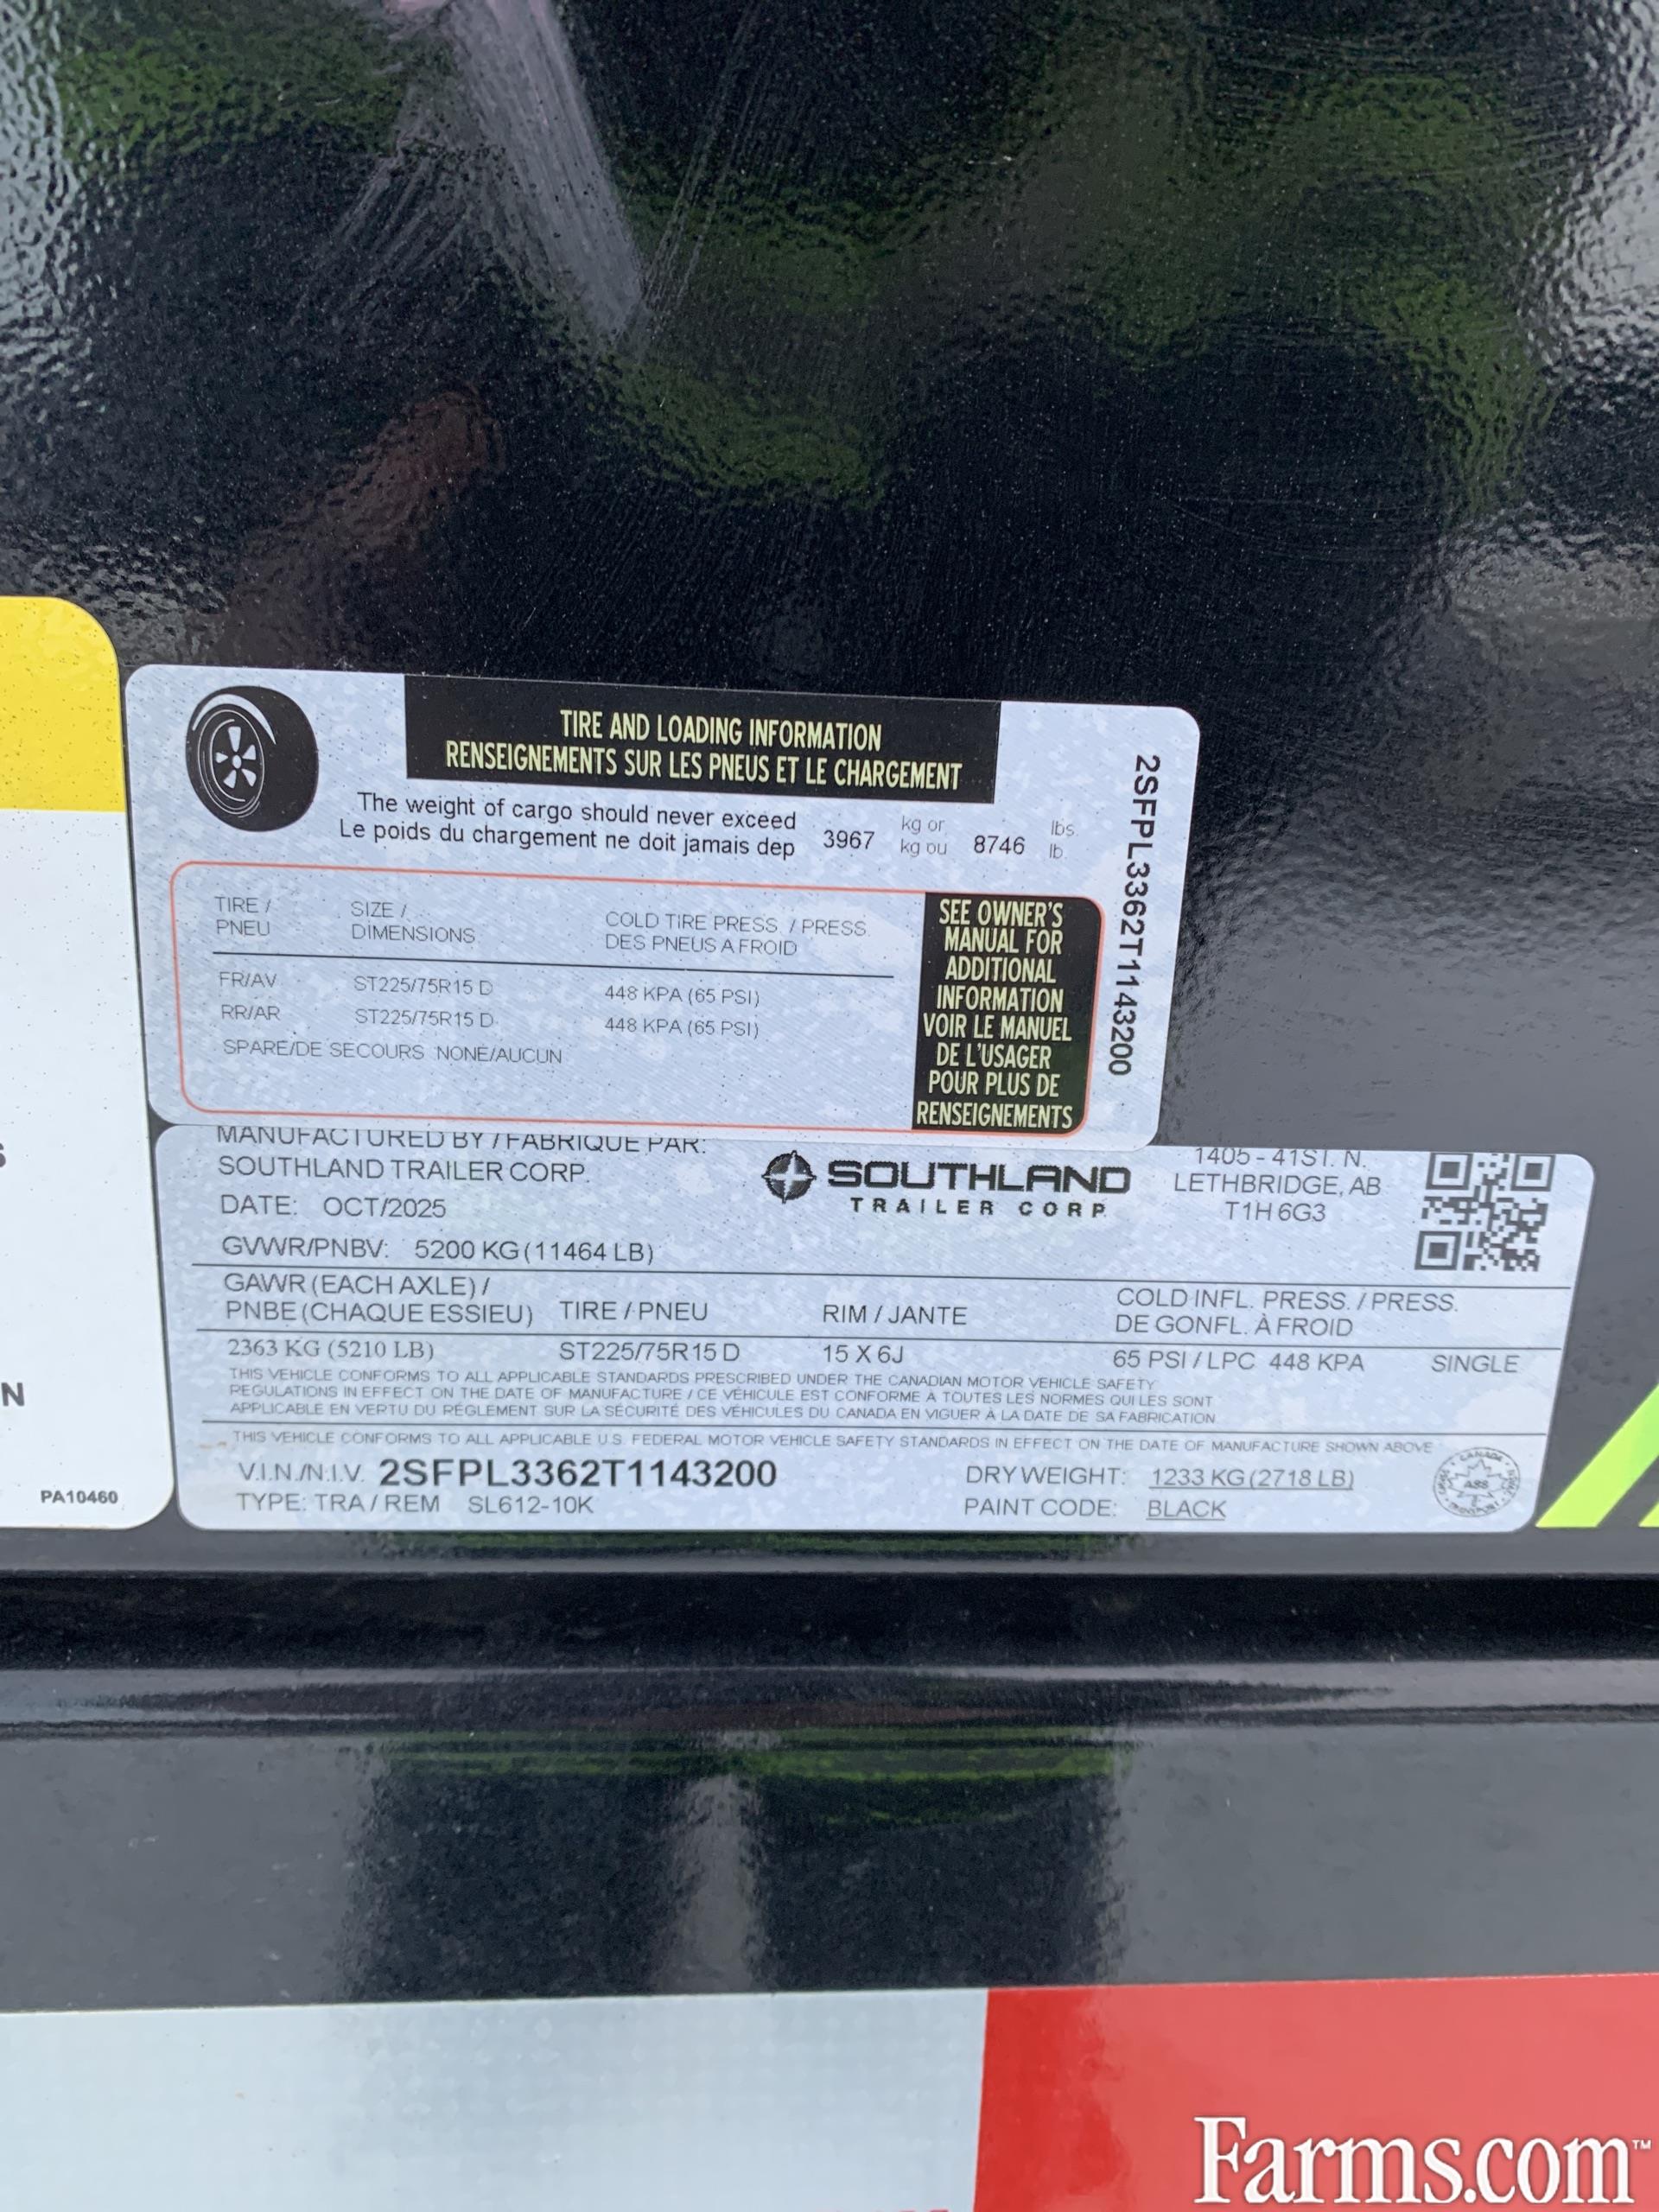 TIRE AND LOADING INFORMATION
RENSEIGNEMENTS SUR LES PNEUS ET LE CHARGEMENT
The weight of cargo should never exceed
Le poids du chargement ne doit jamais dep
3967 kg or
kg ou 8746 lbs.
lb.
2SFPL3362T1143200
TIRE / PNEU
SIZE / DIMENSIONS
COLD TIRE PRESS. / PRESS.
DES PNEUS A FROID
FR/AV ST225/75R15 D 448 KPA (65 PSI)
RR/AR ST225/75R15 D 448 KPA (65 PSI)
SPARE/DE SECOURS NONE/AUCUN
SEE OWNER'S
MANUAL FOR
ADDITIONAL
INFORMATION
VOIR LE MANUEL
DE L'USAGER
POUR PLUS DE
RENSEIGNEMENTS
MANUFACTURED BY / FABRIQUE PAR:
SOUTHLAND TRAILER CORP.
DATE: OCT/2025
SOUTHLAND
TRAILER CORP
1405 - 41ST. N.
LETHBRIDGE, AB
T1H 6G3
GVWR/PNBV: 5200 KG (11464 LB)
GAWR (EACH AXLE) /
PNBE (CHAQUE ESSIEU) TIRE / PNEU RIM / JANTE
COLD INFL. PRESS. / PRESS.
DE GONFL. À FROID
2363 KG (5210 LB) ST225/75R15 D 15 X 6J 65 PSI / LPC 448 KPA SINGLE
THIS VEHICLE CONFORMS TO ALL APPLICABLE STANDARDS PRESCRIBED UNDER THE CANADIAN MOTOR VEHICLE SAFETY
REGULATIONS IN EFFECT ON THE DATE OF MANUFACTURE / CE VÉHICULE EST CONFORME À TOUTES LES NORMES QUI LES SONT
APPLICABLE EN VERTU DU RÉGLEMENT SUR LA SÉCURITÉ DES VÉHICULES DU CANADA EN VIGUER À LA DATE DE SA FABRICATION
THIS VEHICLE CONFORMS TO ALL APPLICABLE U.S. FEDERAL MOTOR VEHICLE SAFETY STANDARDS IN EFFECT ON THE DATE OF MANUFACTURE SHOWN ABOVE
V.I.N./N.I.V. 2SFPL3362T1143200 DRY WEIGHT: 1233 KG (2718 LB)
TYPE: TRA / REM SL612-10K PAINT CODE: BLACK
CANADA
N
PA10460
Farms.com™